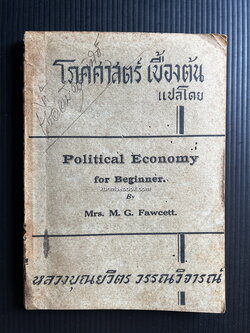 โภคศาสตร์ เบื้องต้น
แปลโดย
Political Economy
for Beginner.
By
Mrs. M. G. Fawcett.
หลวงบุณยวิตร วรรณวิจารณ์